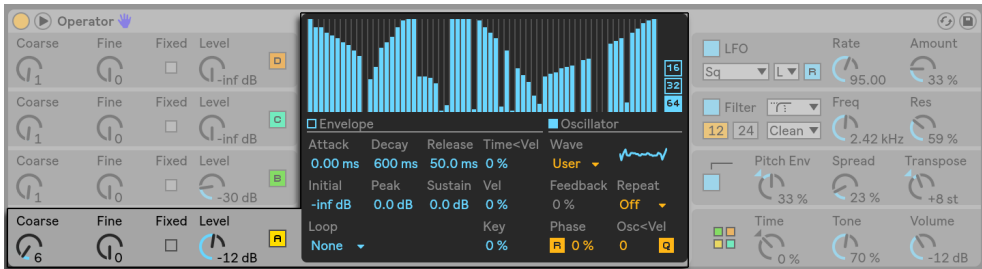 Operator
Coarse Fine Fixed Level
1 0 -inf dB D
Coarse Fine Fixed Level
1 0 -inf dB C
Coarse Fine Fixed Level
1 0 -30 dB B
Coarse Fine Fixed Level
6 0 -12 dB A
16
32
64
Envelope Oscillator
Attack Decay Release Time<Vel Wave
0.00 ms 600 ms 50.0 ms 0 % User
Initial Peak Sustain Vel Feedback Repeat
-inf dB 0.0 dB 0.0 dB 0 % 0 % Off
Loop Key Phase Osc<Vel
None 0 % R 0 % 0 Q
LFO Rate Amount
Sq L R 95.00 33 %
Filter Freq Res
12 24 Clean 2.42 kHz 59 %
Pitch Env Spread Transpose
33 % 23 % +8 st
Time Tone Volume
0 % 70 % -12 dB